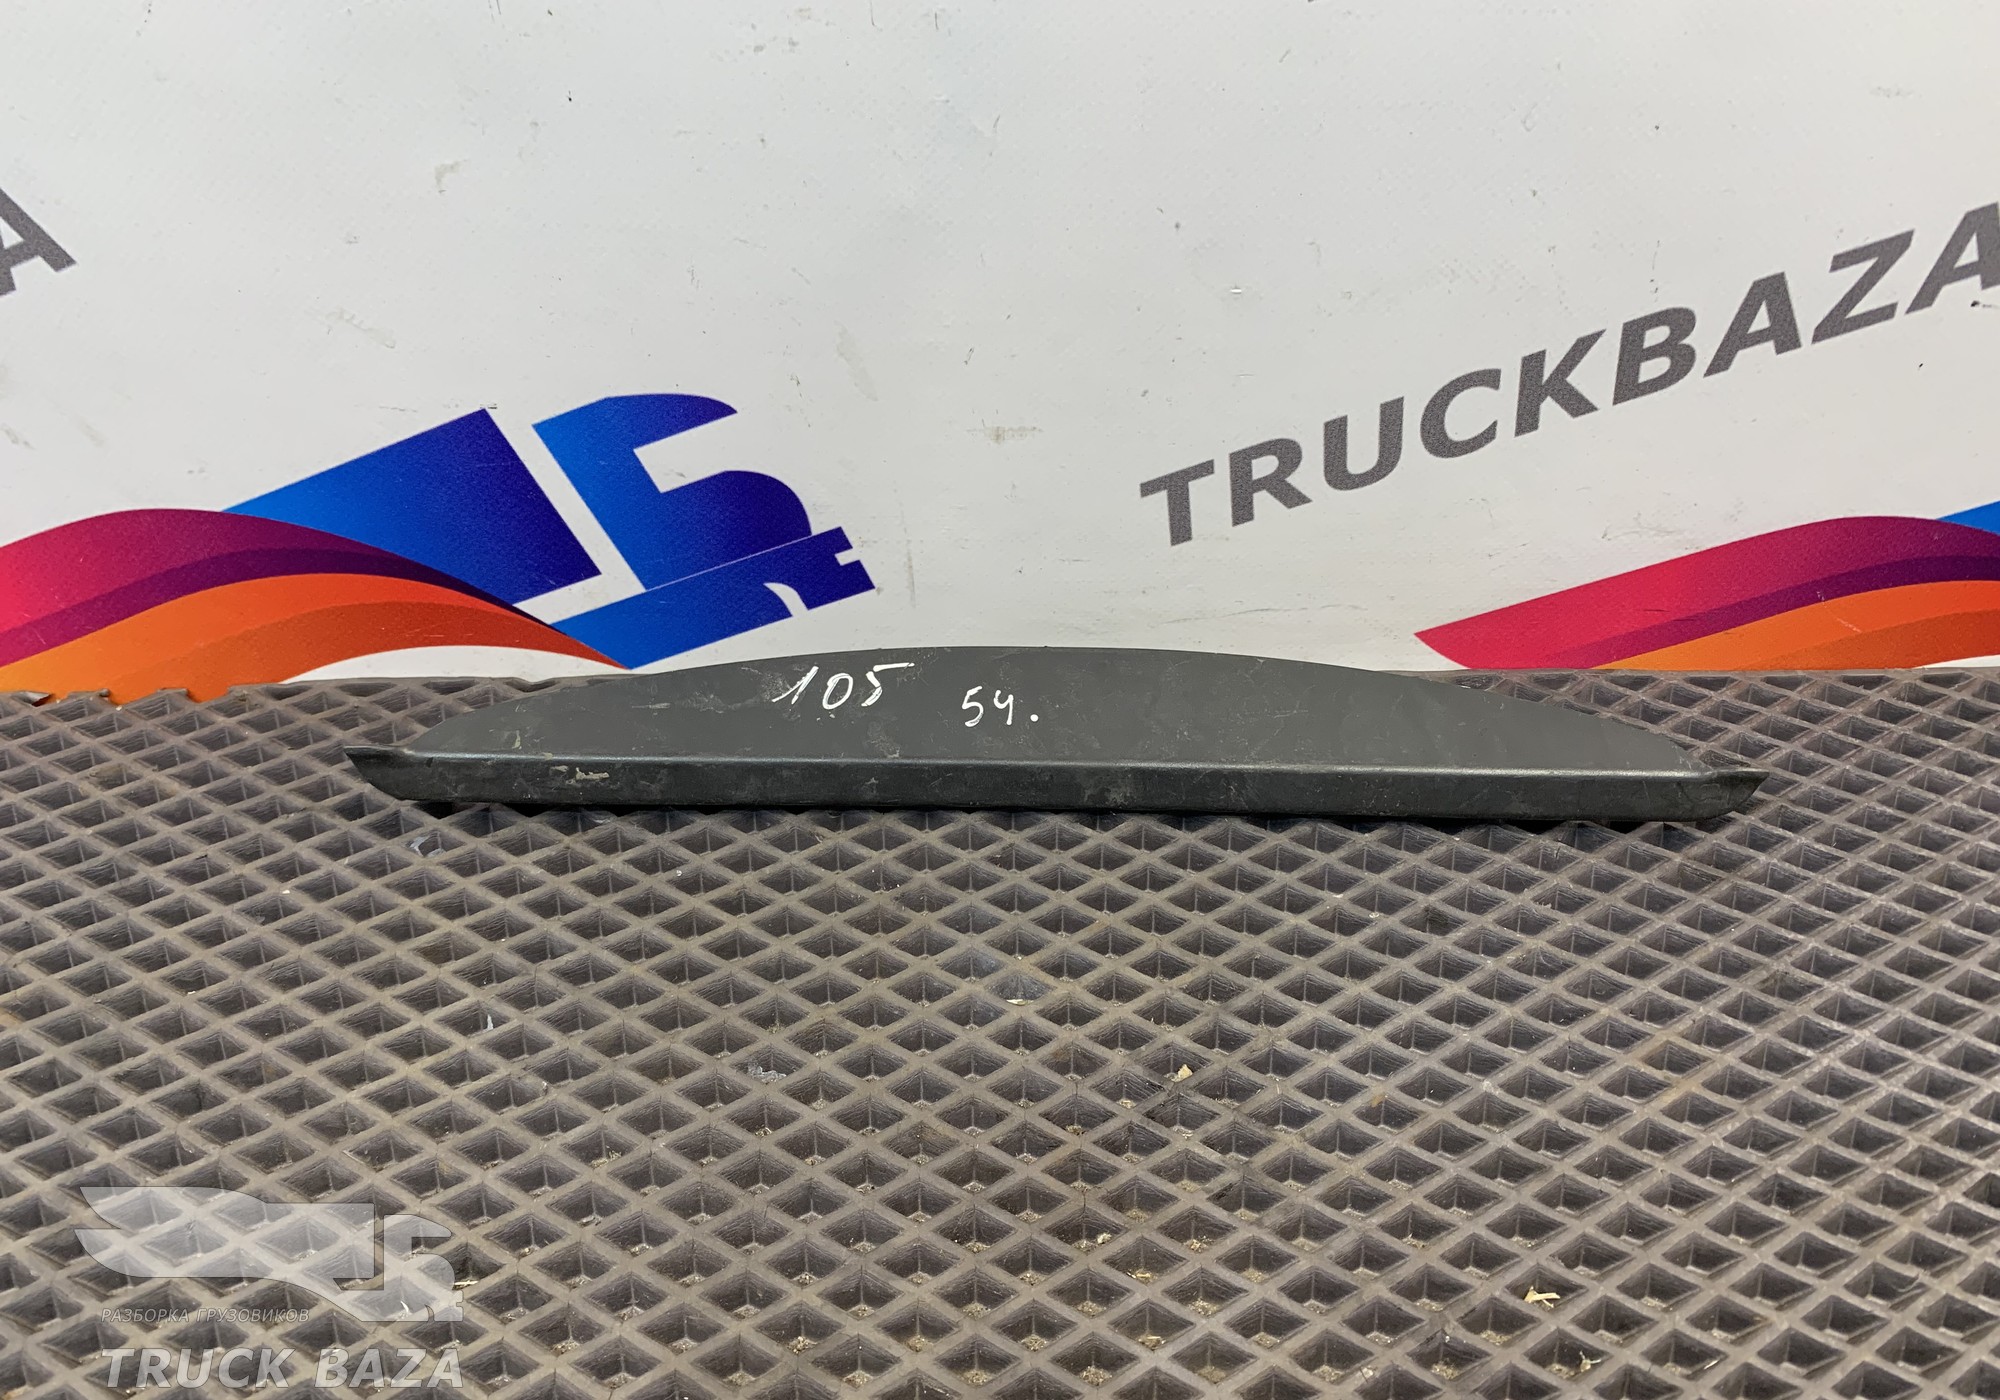 A
TRUCKBAZA
105 54.
РАЗБОРКА ГРУЗОВИКОВ
TRUCK BAZA